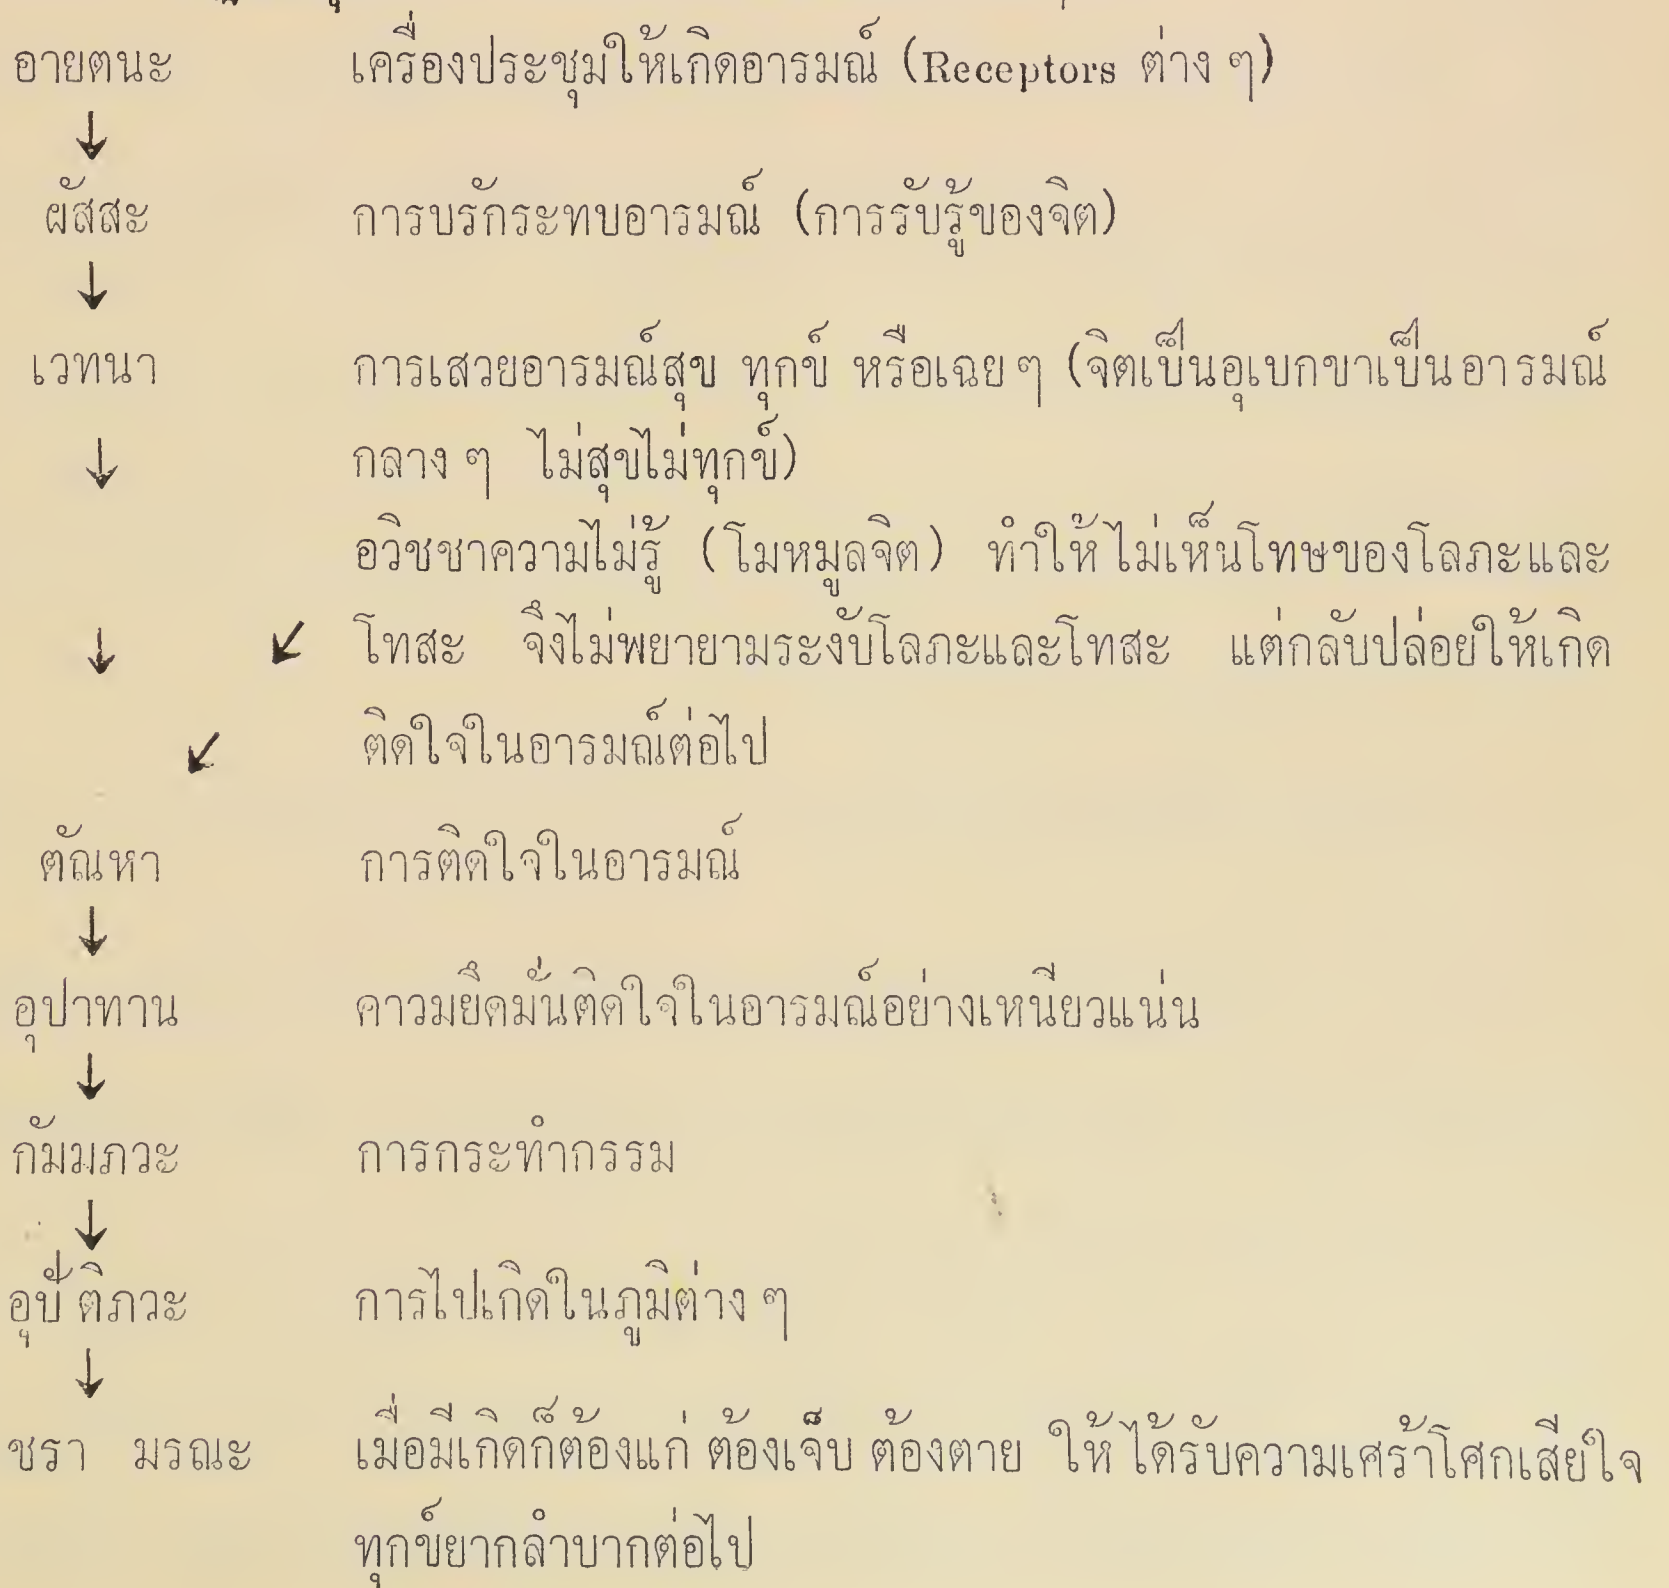 อายตนะ เครื่องประชุมให้เกิดอารมณ์ (Receptors ต่าง ๆ)
↓
ผัสสะ การบรักระทบอารมณ์ (การรับรู้ของจิต)
↓
เวทนา การเสวยอารมณ์สุข ทุกข์ หรือเฉย ๆ (จิตเป็นอุเบกขาเป็นอารมณ์
↓ กลาง ๆ ไม่สุขไม่ทุกข์)
อวิชชาความไม่รู้ (โมหมูลจิต) ทำให้ไม่เห็นโทษของโลภะและ
↓ ↙ โทสะ จึงไม่พยายามระงับโลภะและโทสะ แต่กลับปล่อยให้เกิด
↙ ติดใจในอารมณ์ต่อไป
ตัณหา การติดใจในอารมณ์
↓
อุปาทาน คาวมยึดมั่นติดใจในอารมณ์อย่างเหนียวแน่น
↓
กัมมภวะ การกระทำกรรม
↓
อุปั ติภวะ การไปเกิดในภูมิต่าง ๆ
↓
ชรา มรณะ เมื่อมีเกิดก็ต้องแก่ ต้องเจ็บ ต้องตาย ให้ ได้รับความเศร้าโศกเสียใจ
ทุกข์ยากลำบากต่อไป